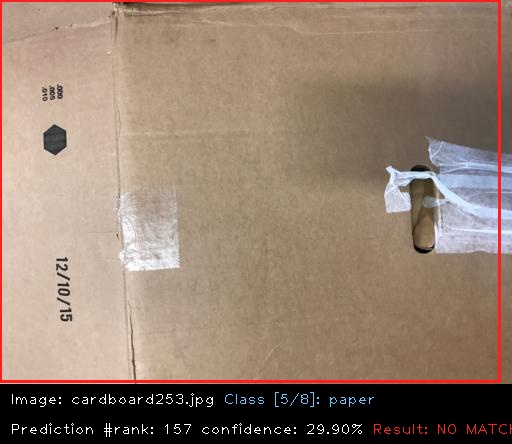 .000
.005
.010
12/10/15
Image: cardboard253.jpg Class [5/8]: paper
Prediction #rank: 157 confidence: 29.90% Result: NO MATC